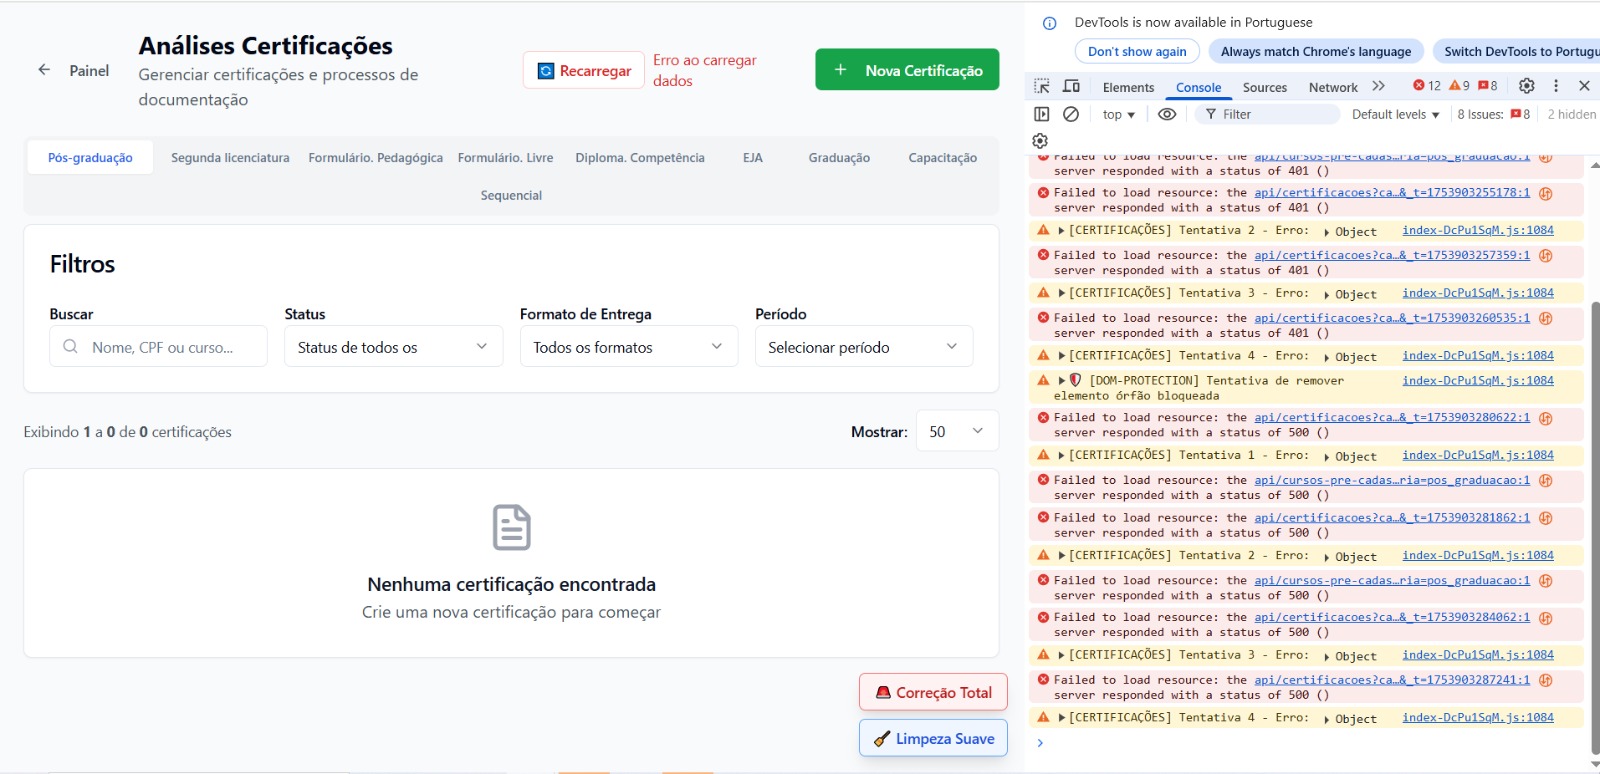 Painel
Análises Certificações
Gerenciar certificações e processos de
documentação
Recarregar
Erro ao carregar
dados
+ Nova Certificação
Pós-graduação
Segunda licenciatura
Formulário. Pedagógica
Formulário. Livre
Diploma. Competência
EJA
Graduação
Capacitação
Sequencial
Filtros
Buscar
Status
Formato de Entrega
Período
Nome, CPF ou curso...
Status de todos os
Todos os formatos
Selecionar período
Exibindo 1 a 0 de 0 certificações
Mostrar:
50
Nenhuma certificação encontrada
Crie uma nova certificação para começar
Correção Total
Limpeza Suave
DevTools is now available in Portuguese
Don't show again
Always match Chrome's language
Switch DevTools to Portugu
Elements
Console
Sources
Network
12
9
8
top
Filter
Default levels
8 Issues: 8
2 hidden
Failed to load resource: the api/cursos-pre-cadas…ria=pos_graduacao:1
server responded with a status of 401 ()
Failed to load resource: the api/certificacoes?ca…&_t=1753903255178:1
server responded with a status of 401 ()
[CERTIFICAÇÕES] Tentativa 2 - Erro: Object index-DcPu1SqM.js:1084
Failed to load resource: the api/certificacoes?ca…&_t=1753903257359:1
server responded with a status of 401 ()
[CERTIFICAÇÕES] Tentativa 3 - Erro: Object index-DcPu1SqM.js:1084
Failed to load resource: the api/certificacoes?ca…&_t=1753903260535:1
server responded with a status of 401 ()
[CERTIFICAÇÕES] Tentativa 4 - Erro: Object index-DcPu1SqM.js:1084
[DOM-PROTECTION] Tentativa de remover index-DcPu1SqM.js:1084
elemento órfão bloqueada
Failed to load resource: the api/certificacoes?ca…&_t=1753903280622:1
server responded with a status of 500 ()
[CERTIFICAÇÕES] Tentativa 1 - Erro: Object index-DcPu1SqM.js:1084
Failed to load resource: the api/cursos-pre-cadas…ria=pos_graduacao:1
server responded with a status of 500 ()
Failed to load resource: the api/certificacoes?ca…&_t=1753903281862:1
server responded with a status of 500 ()
[CERTIFICAÇÕES] Tentativa 2 - Erro: Object index-DcPu1SqM.js:1084
Failed to load resource: the api/cursos-pre-cadas…ria=pos_graduacao:1
server responded with a status of 500 ()
Failed to load resource: the api/certificacoes?ca…&_t=1753903284062:1
server responded with a status of 500 ()
[CERTIFICAÇÕES] Tentativa 3 - Erro: Object index-DcPu1SqM.js:1084
Failed to load resource: the api/certificacoes?ca…&_t=1753903287241:1
server responded with a status of 500 ()
[CERTIFICAÇÕES] Tentativa 4 - Erro: Object index-DcPu1SqM.js:1084